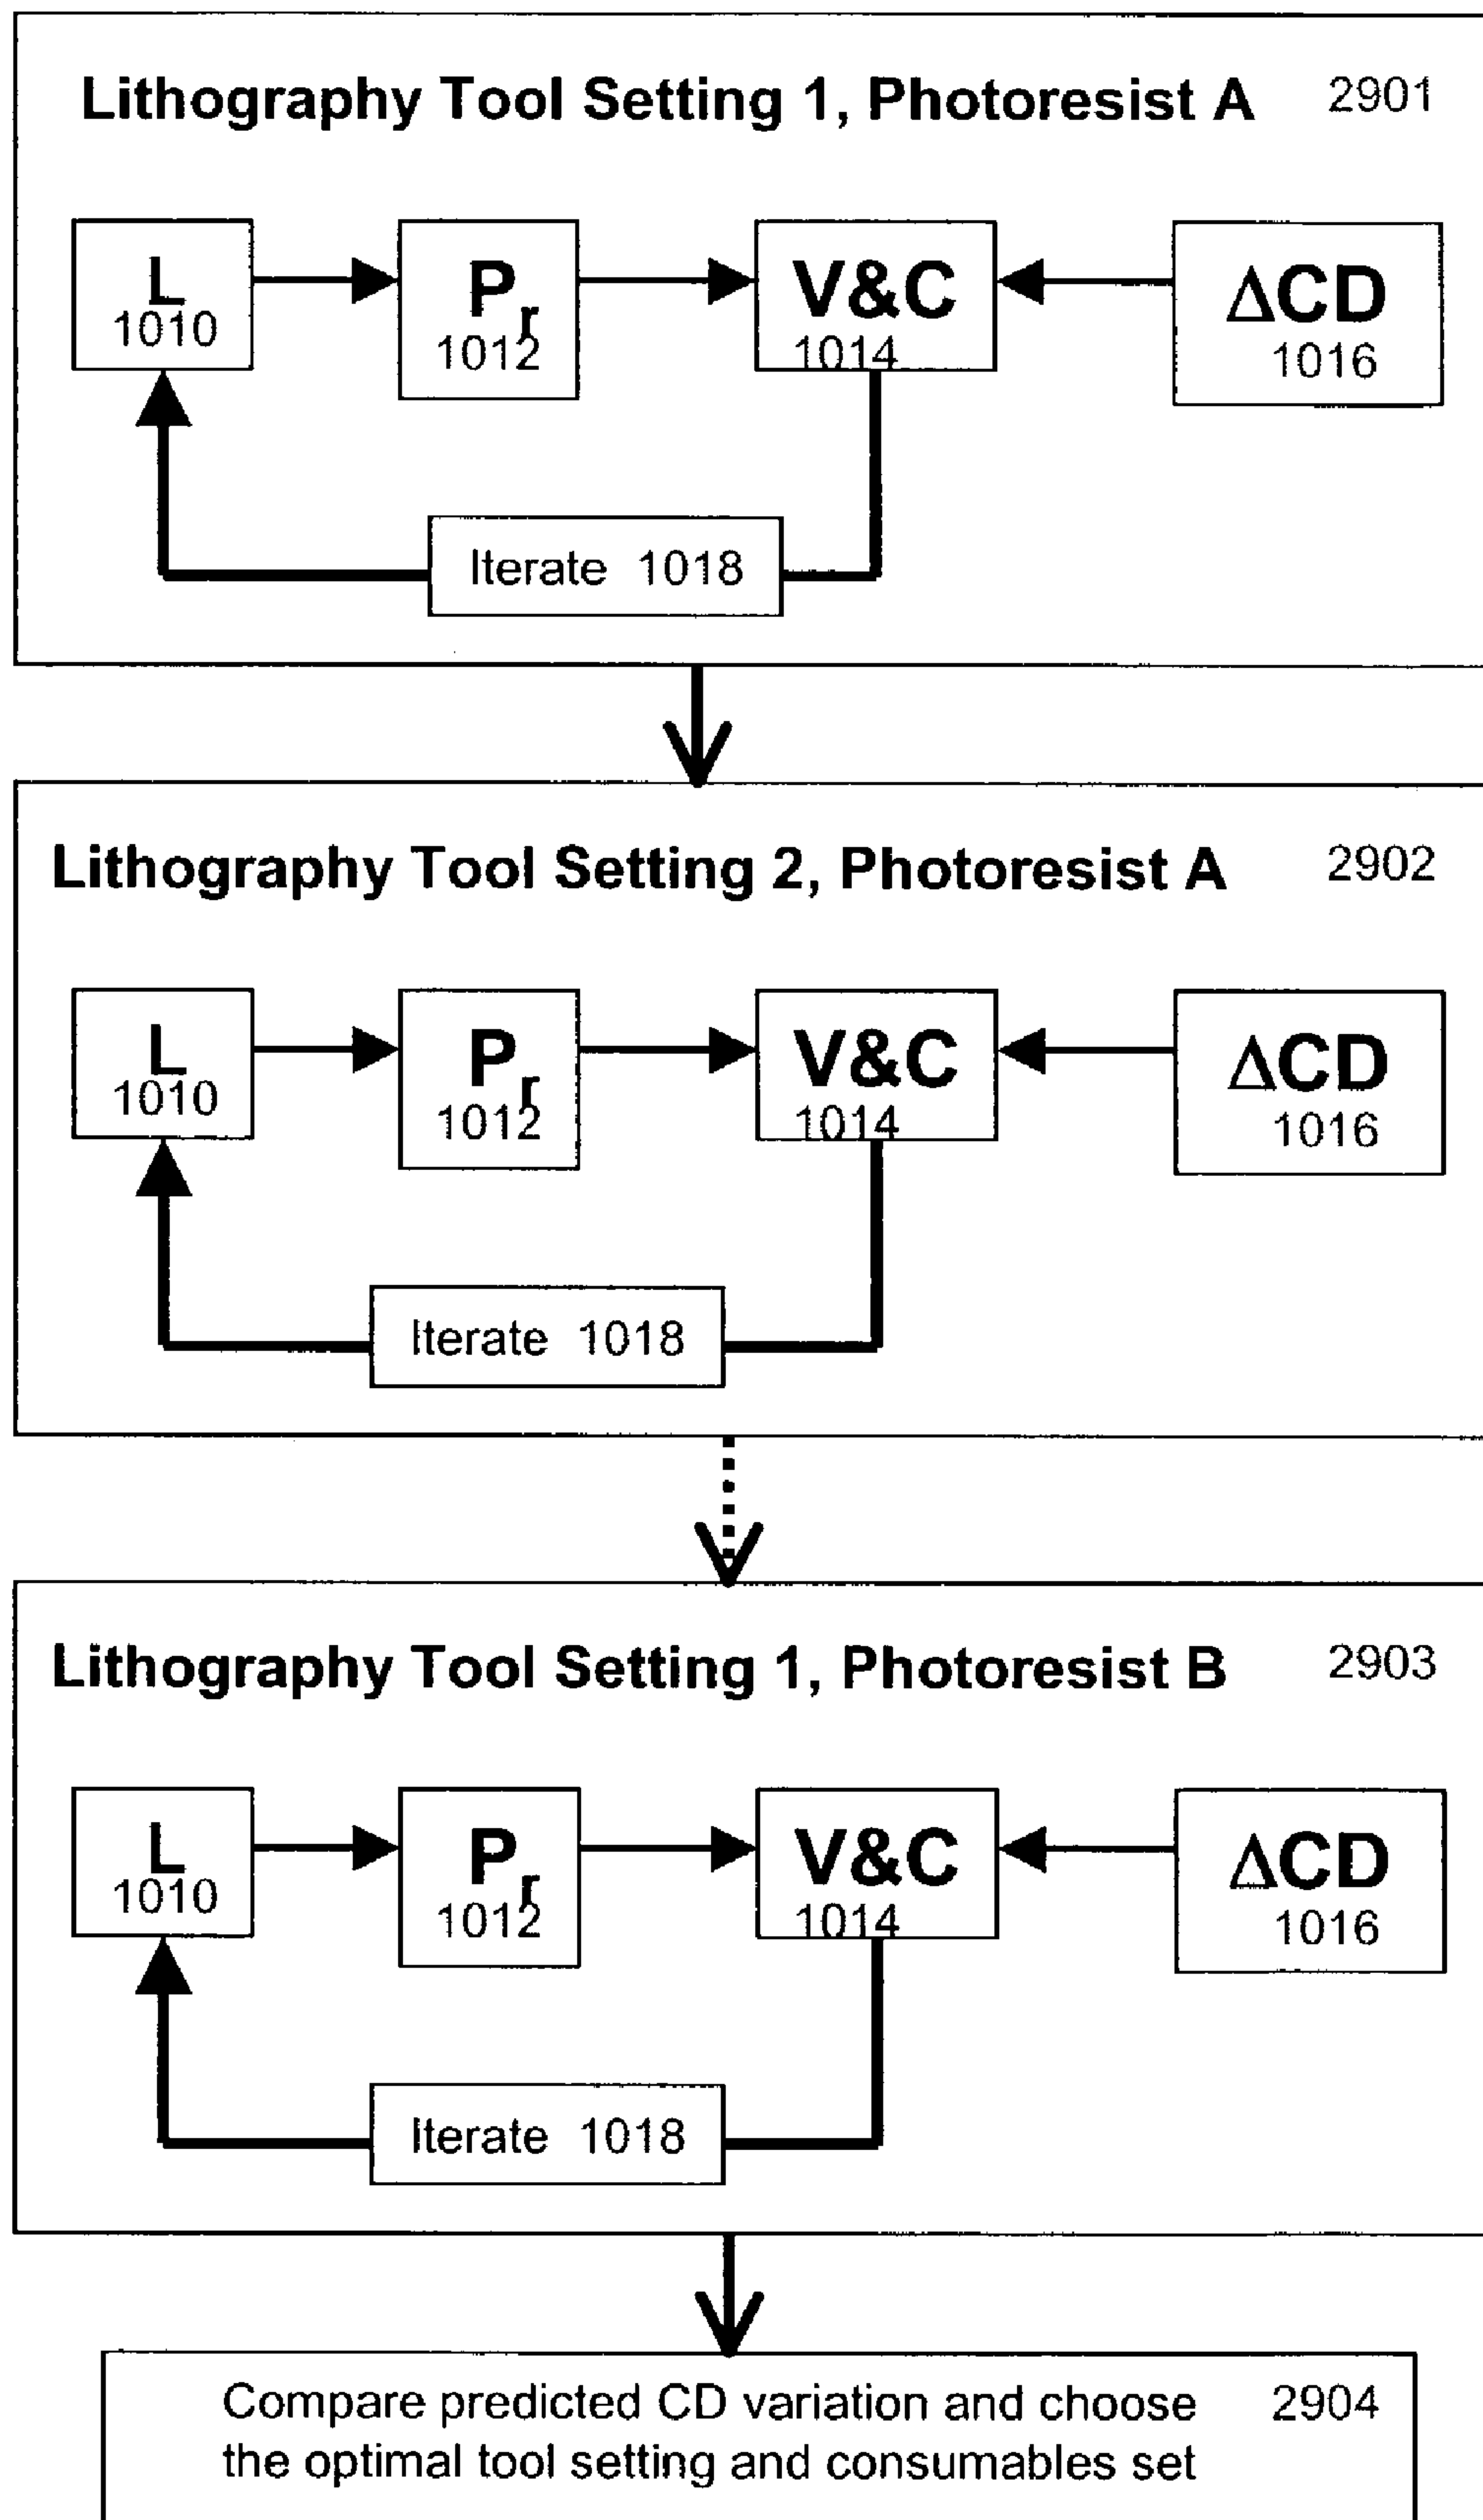 Lithography Tool Setting 1, Photoresist A 2901
L
1010
Pr
1012
V&C
1014
ΔCD
1016
Iterate 1018
Lithography Tool Setting 2, Photoresist A 2902
L
1010
Pr
1012
V&C
1014
ΔCD
1016
Iterate 1018
Lithography Tool Setting 1, Photoresist B 2903
L
1010
Pr
1012
V&C
1014
ΔCD
1016
Iterate 1018
Compare predicted CD variation and choose 2904
the optimal tool setting and consumables set